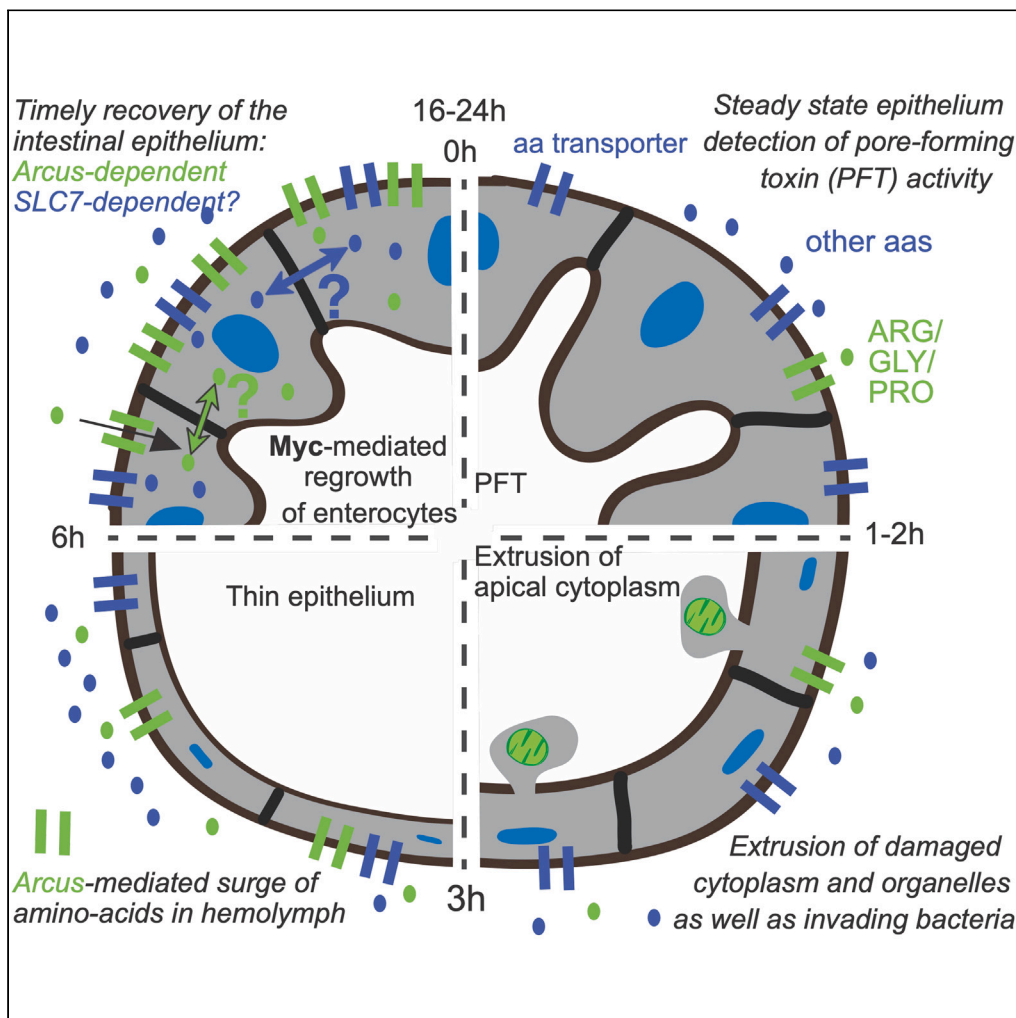 Timely recovery of the
intestinal epithelium:
Arcus-dependent
SLC7-dependent?
16-24h
0h
aa transporter
Steady state epithelium
detection of pore-forming
toxin (PFT) activity
other aas
ARG/
GLY/
PRO
?
?
Myc-mediated
regrowth
of enterocytes
PFT
6h
1-2h
Thin epithelium
Extrusion of
apical cytoplasm
Arcus-mediated surge of
amino-acids in hemolymph
3h
Extrusion of damaged
cytoplasm and organelles
as well as invading bacteria